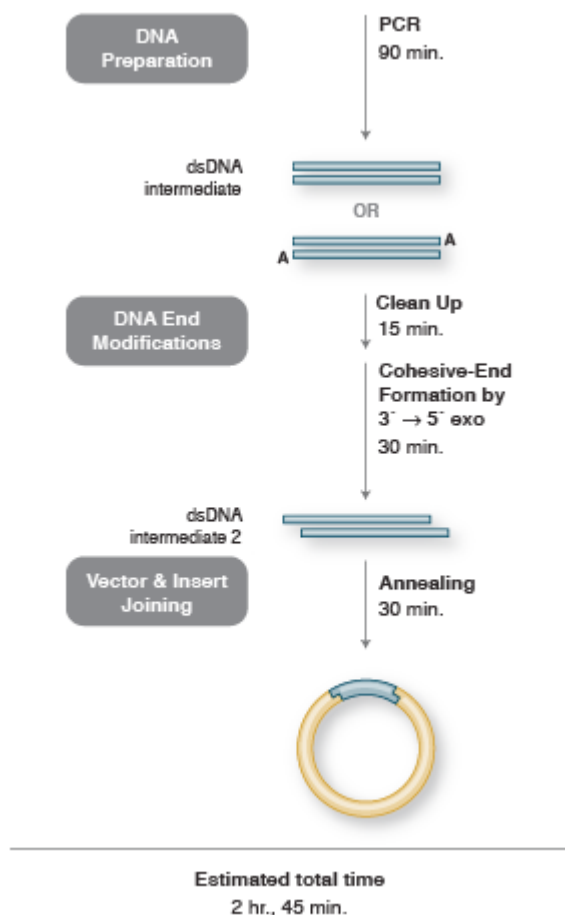 DNA
Preparation
PCR
90 min.
dsDNA
intermediate
OR
A
A
DNA End
Modifications
Clean Up
15 min.
Cohesive-End
Formation by
3´ → 5´ exo
30 min.
dsDNA
intermediate 2
Vector & Insert
Joining
Annealing
30 min.
Estimated total time
2 hr., 45 min.